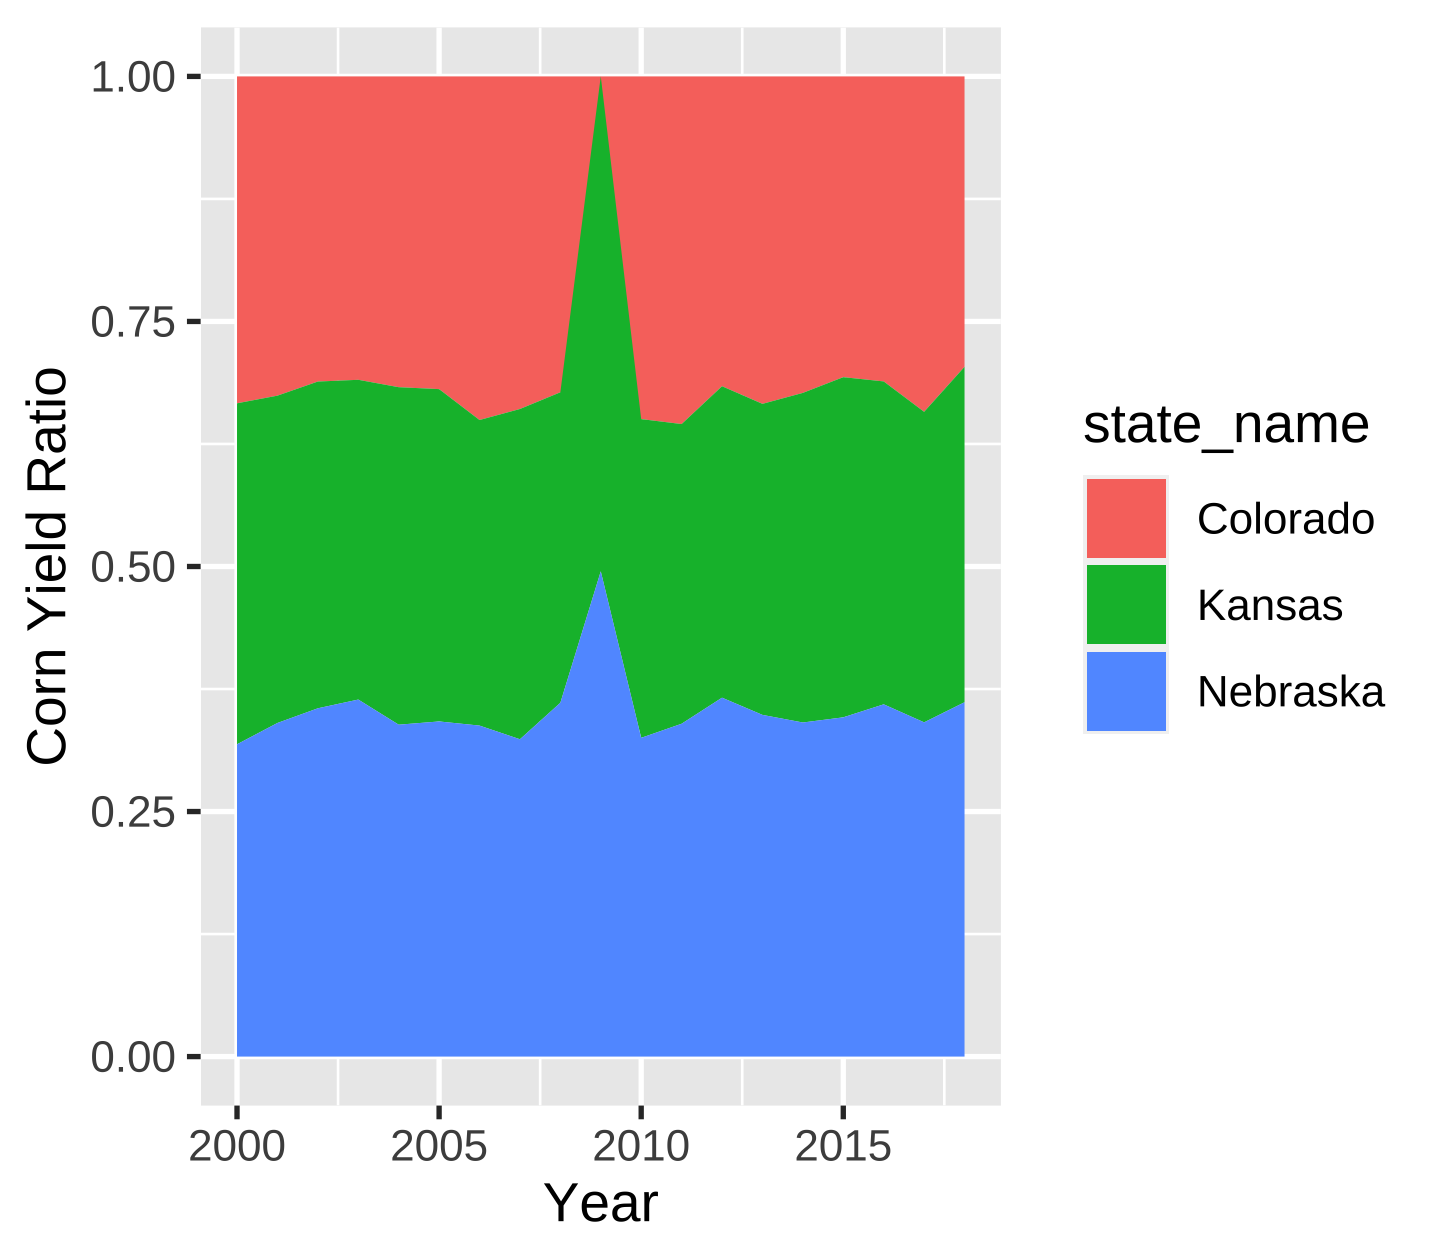 1.00
0.75
0.50
0.25
0.00
Corn Yield Ratio
2000 2005 2010 2015
Year
state_name
Colorado
Kansas
Nebraska